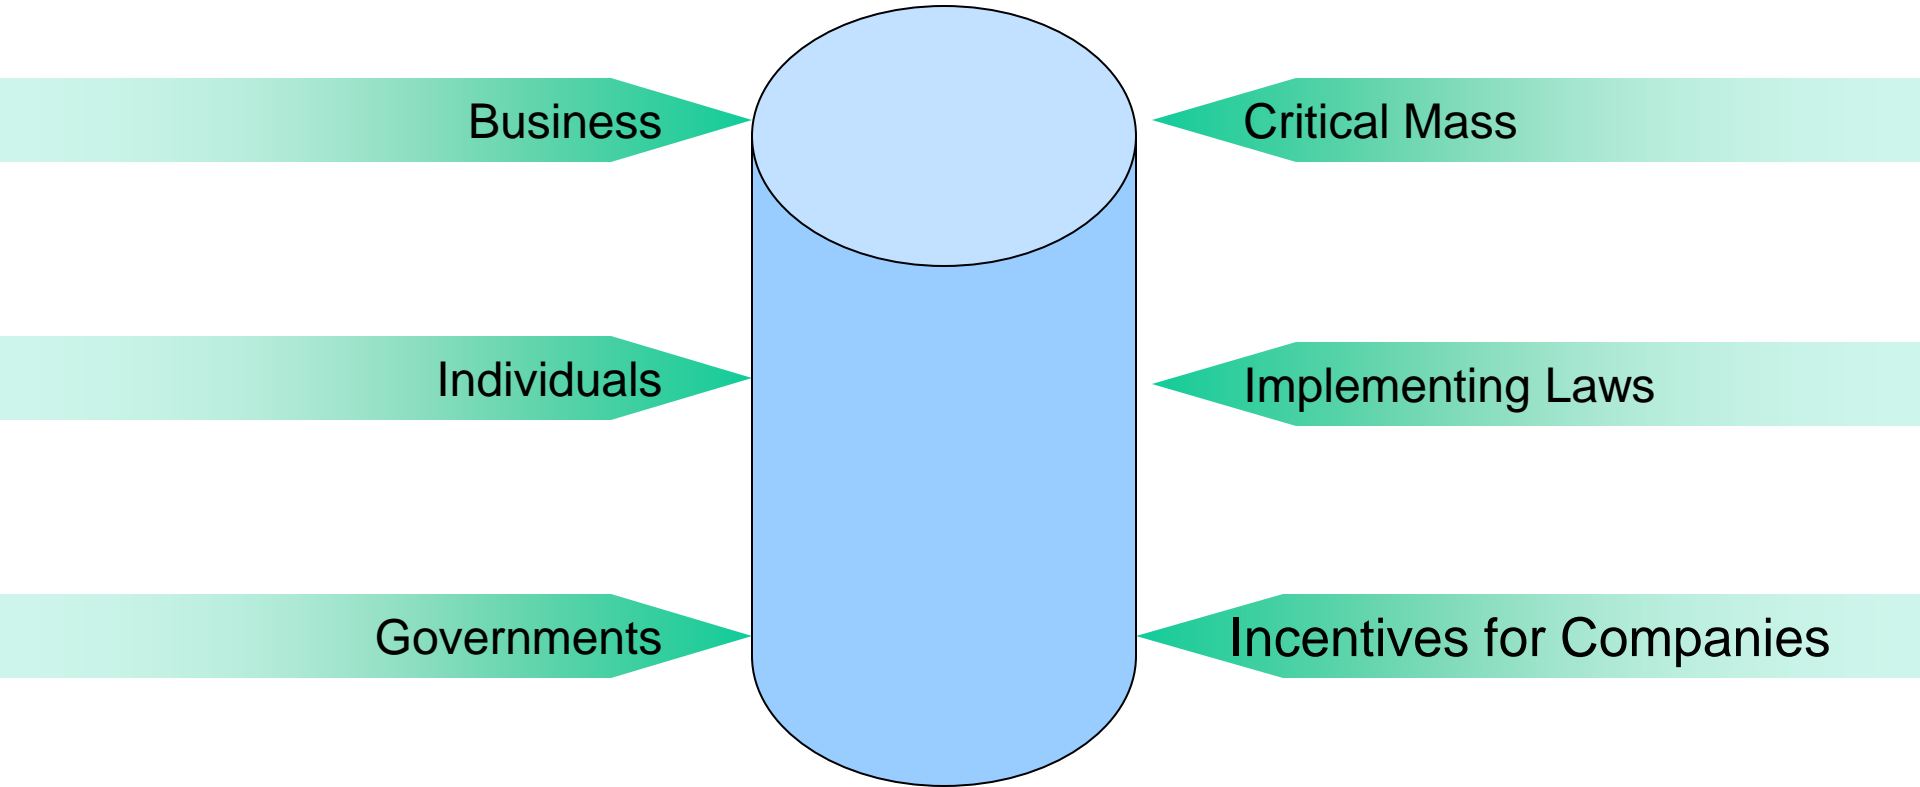 Business
Critical Mass
Individuals
Implementing Laws
Governments
Incentives for Companies